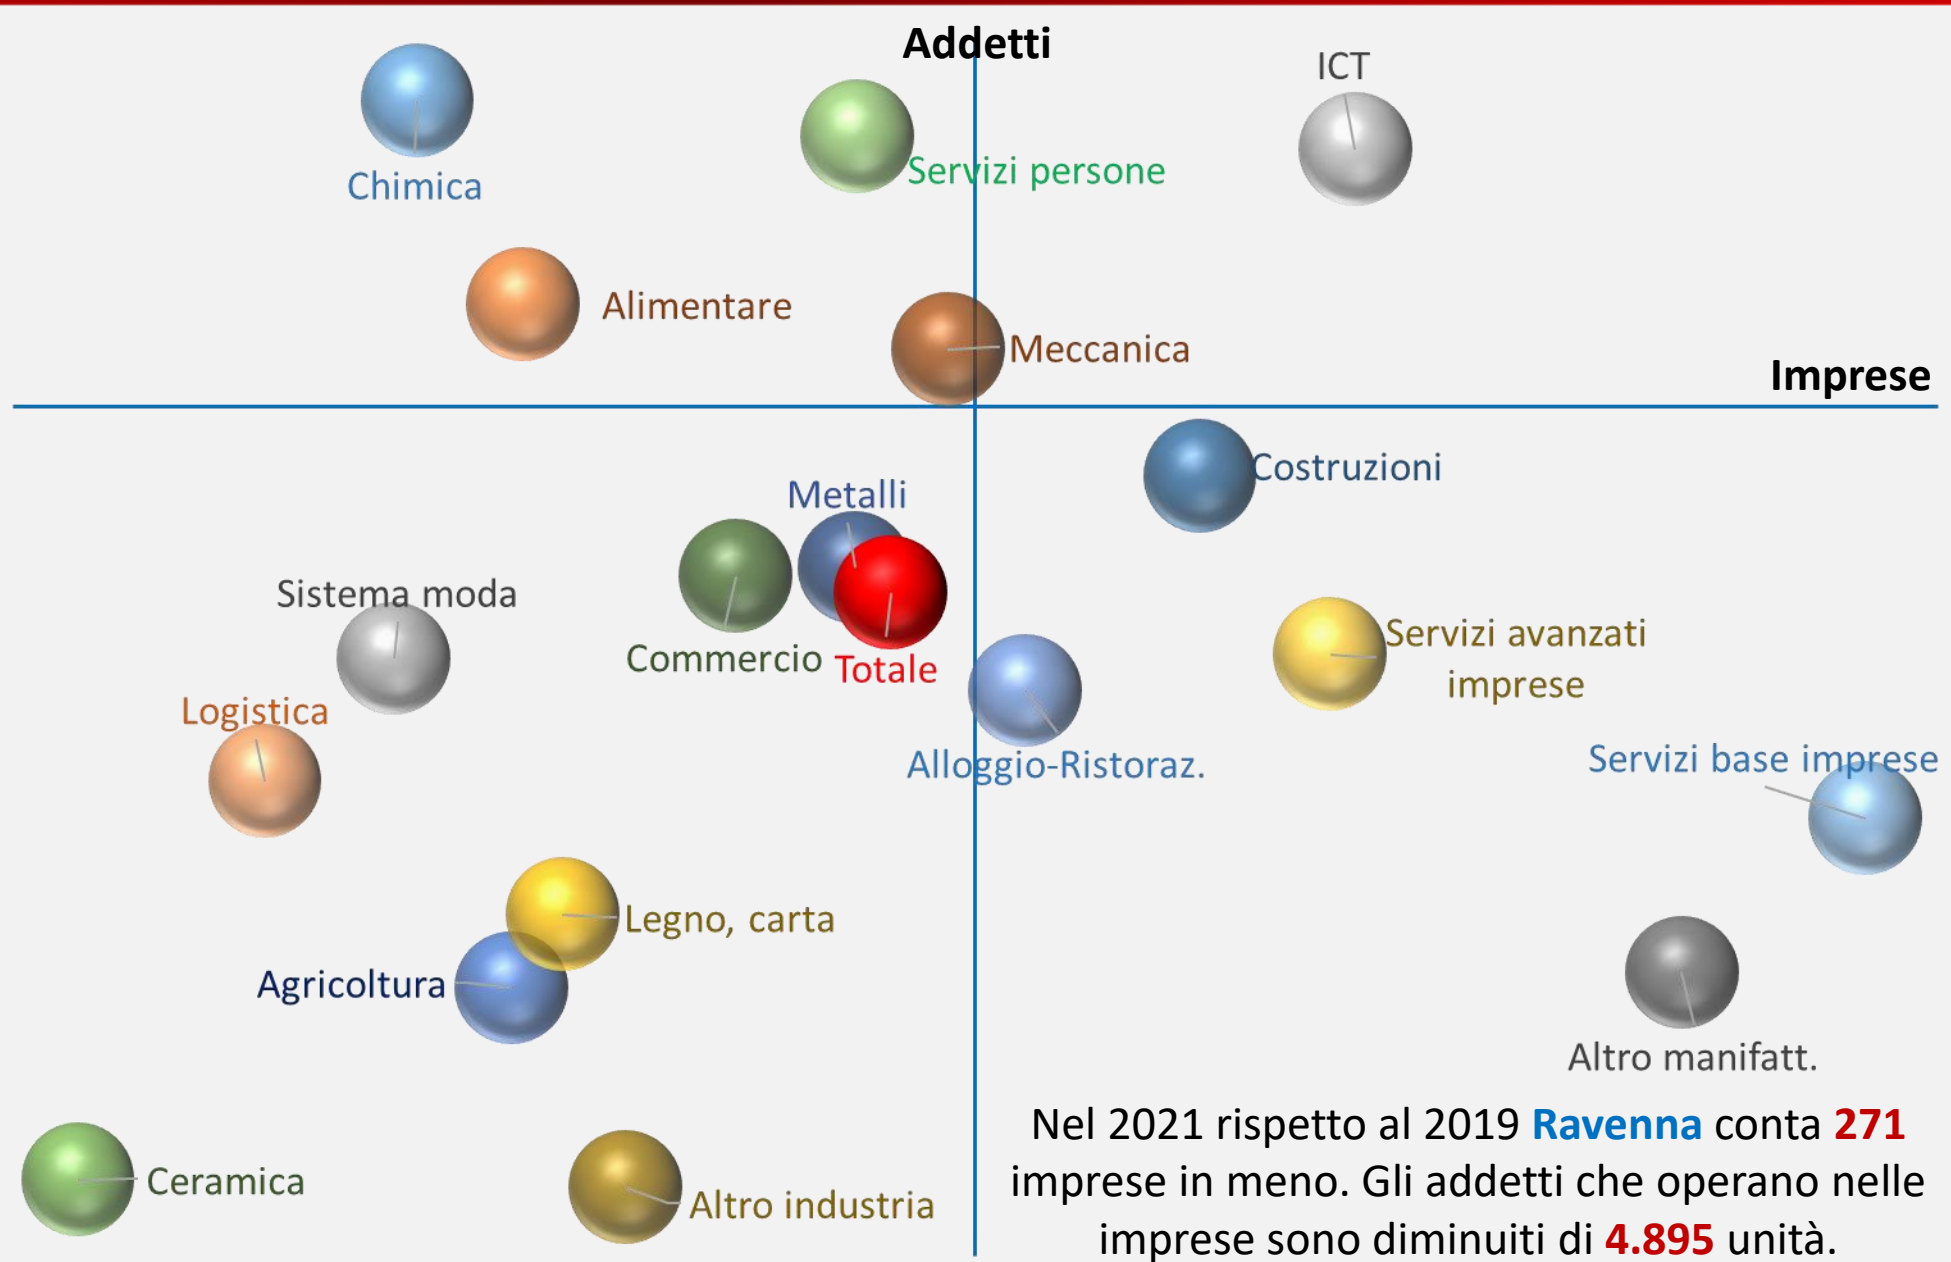 Addetti
ICT
Chimica
Servizi persone
Alimentare
Meccanica
Imprese
Costruzioni
Metalli
Sistema moda
Commercio
Totale
Servizi avanzati
imprese
Logistica
Alloggio-Ristoraz.
Servizi base imprese
Legno, carta
Agricoltura
Altro manifatt.
Ceramica
Altro industria
Nel 2021 rispetto al 2019 Ravenna conta 271
imprese in meno. Gli addetti che operano nelle
imprese sono diminuiti di 4.895 unità.